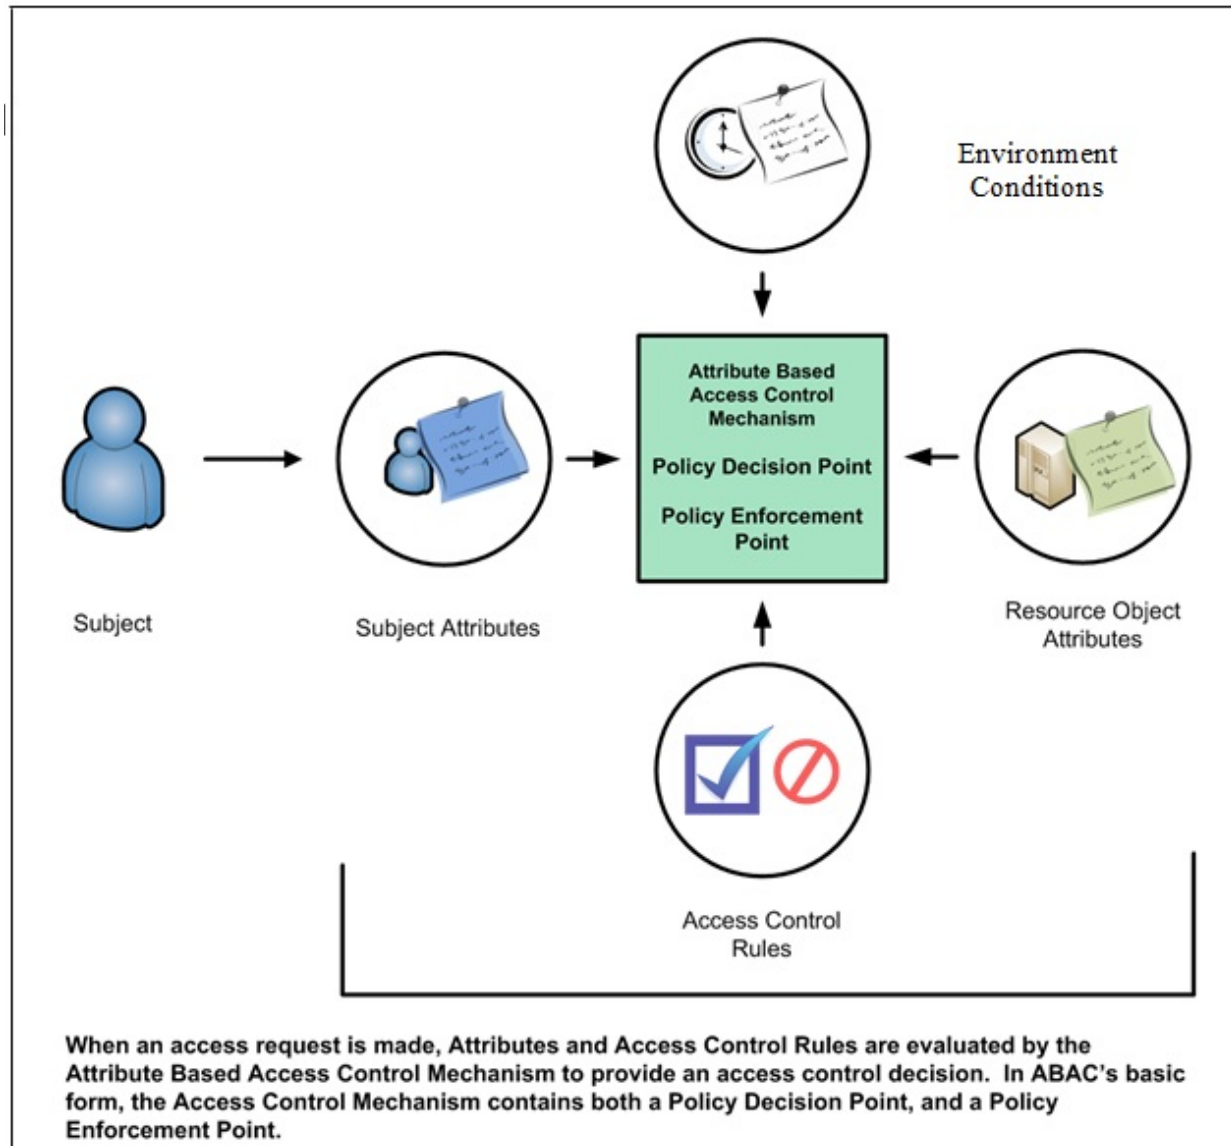 Environment
Conditions
Attribute Based
Access Control
Mechanism
Policy Decision Point
Policy Enforcement
Point
Subject
Subject Attributes
Resource Object
Attributes
Access Control
Rules
When an access request is made, Attributes and Access Control Rules are evaluated by the
Attribute Based Access Control Mechanism to provide an access control decision.  In ABAC's basic
form, the Access Control Mechanism contains both a Policy Decision Point, and a Policy
Enforcement Point.